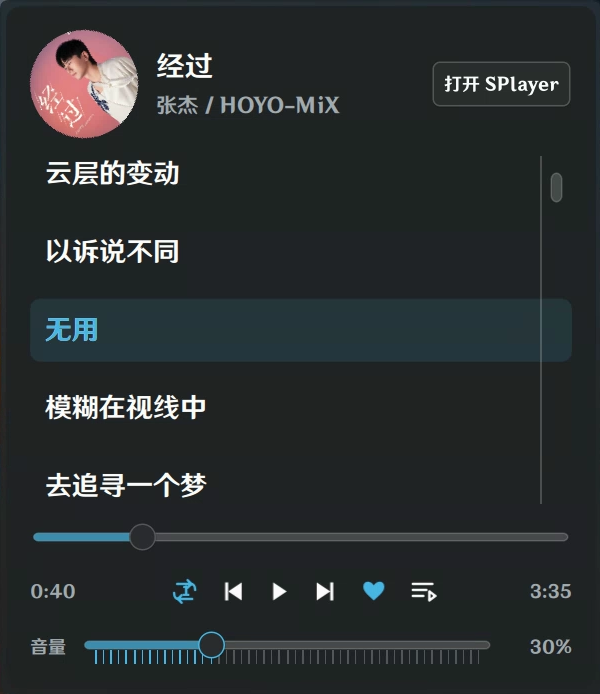 经过
经过
张杰 / HOYO-MiX
打开 SPlayer
云层的变动
以诉说不同
无用
模糊在视线中
去追寻一个梦
0:40
3:35
音量
30%